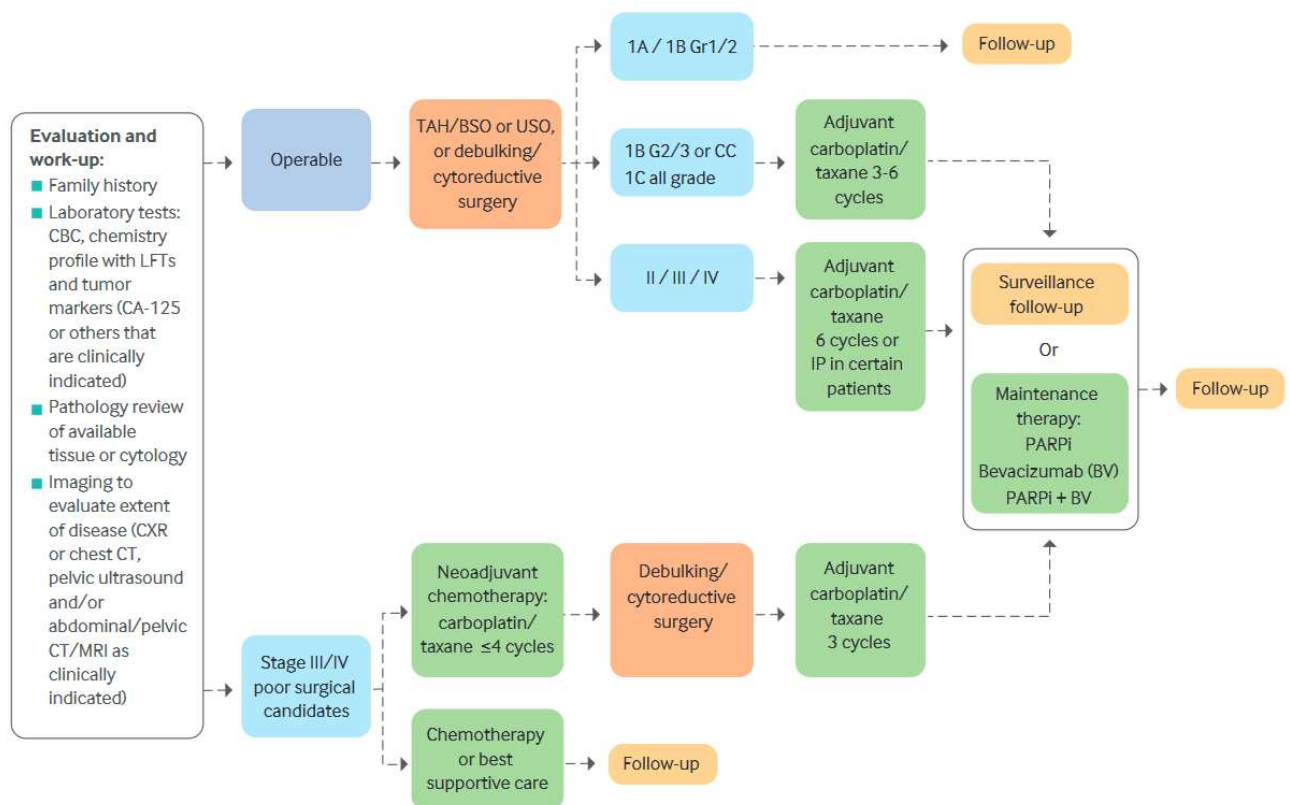 Evaluation and
work-up:
Family history
Laboratory tests:
CBC, chemistry
profile with LFTs
and tumor
markers (CA-125
or others that
are clinically
indicated)
Pathology review
of available
tissue or cytology
Imaging to
evaluate extent
of disease (CXR
or chest CT,
pelvic ultrasound
and/or
abdominal/pelvic
CT/MRI as
clinically
indicated)
Operable
TAH/BSO or USO,
or debulking/
cytoreductive
surgery
1A / 1B Gr1/2
Follow-up
1B G2/3 or CC
1C all grade
Adjuvant
carboplatin/
taxane 3-6
cycles
II / III / IV
Adjuvant
carboplatin/
taxane
6 cycles or
IP in certain
patients
Surveillance
follow-up
Or
Maintenance
therapy:
PARPi
Bevacizumab (BV)
PARPi + BV
Follow-up
Stage III/IV
poor surgical
candidates
Neoadjuvant
chemotherapy:
carboplatin/
taxane ≤4 cycles
Debulking/
cytoreductive
surgery
Adjuvant
carboplatin/
taxane
3 cycles
Chemotherapy
or best
supportive care
Follow-up